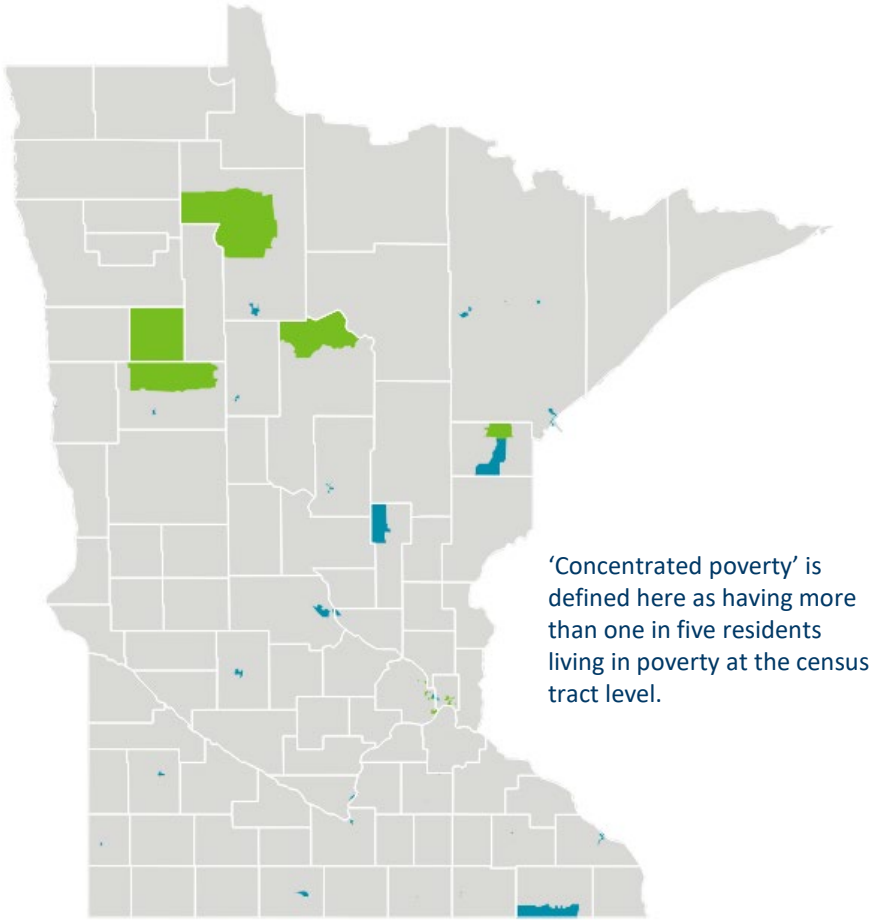 ‘Concentrated poverty’ is
defined here as having more
than one in five residents
living in poverty at the census
tract level.